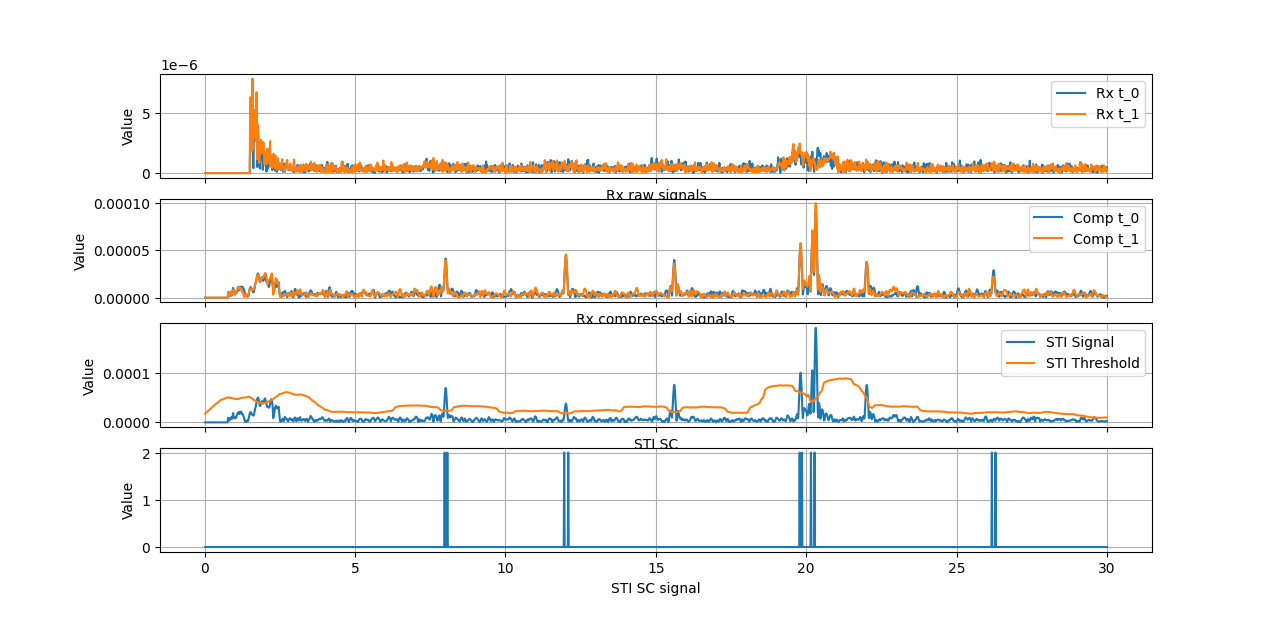 1e−6
5
0
Value
Rx t_0
Rx t_1
Rx raw signals
0.00010
0.00005
0.00000
Value
Comp t_0
Comp t_1
Rx compressed signals
0.0001
0.0000
Value
STI Signal
STI Threshold
STI SC
2
1
0
Value
0 5 10 15 20 25 30
STI SC signal